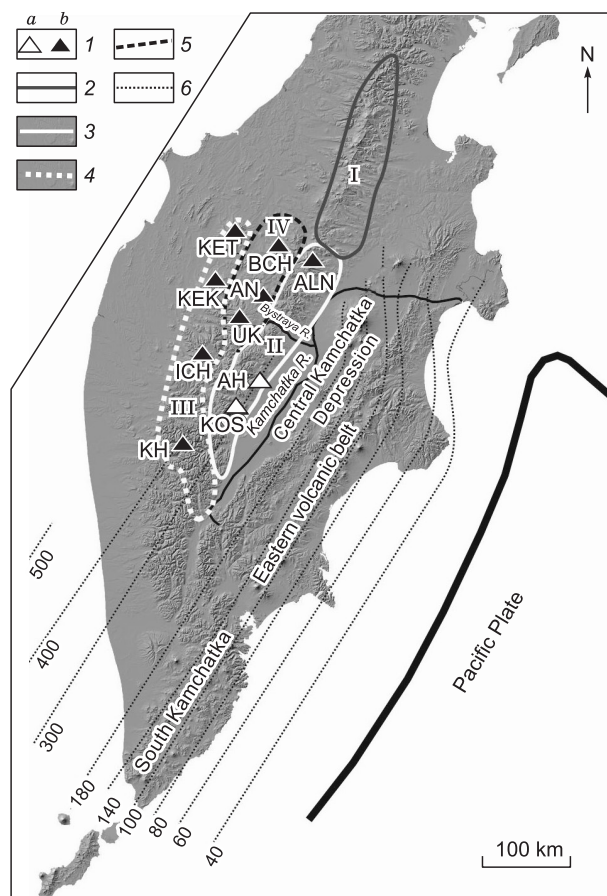 a b
1
2
3
4
5
6
N
I
IV
KET
BCH
ALN
KEK
AN
Bystraya R.
UK
II
ICH
AH
Kamchatka R.
Central Kamchatka
Depression
III
KOS
KH
Eastern volcanic belt
South Kamchatka
Pacific Plate
500
400
300
180
140
100
80
60
40
100 km